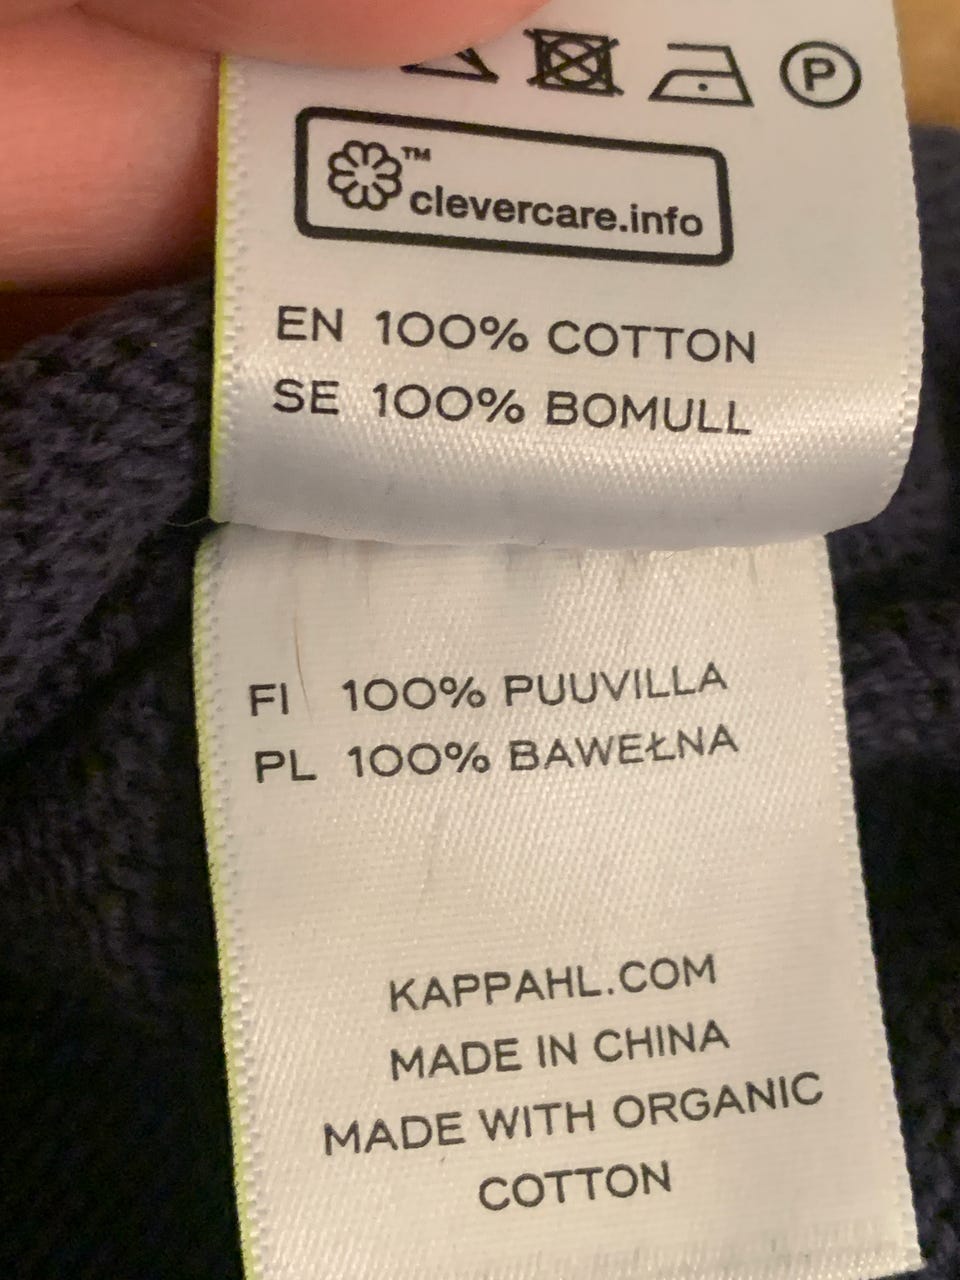 P
™
clevercare.info
EN 100% COTTON
SE 100% BOMULL
FI 100% PUUVILLA
PL 100% BAWEŁNA
KAPPAHL.COM
MADE IN CHINA
MADE WITH ORGANIC
COTTON